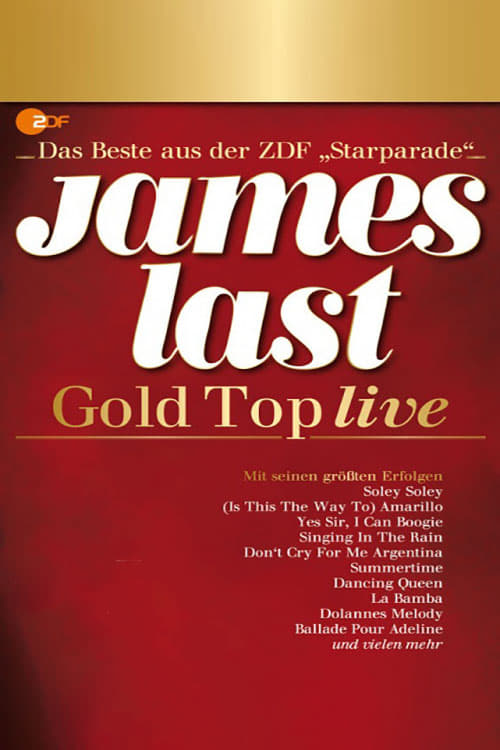 ZDF
Das Beste aus der ZDF „Starparade“
James
last
Gold Top live
Mit seinen größten Erfolgen
Soley Soley
(Is This The Way To) Amarillo
Yes Sir, I Can Boogie
Singing In The Rain
Don‘t Cry For Me Argentina
Summertime
Dancing Queen
La Bamba
Dolannes Melody
Ballade Pour Adeline
und vielen mehr